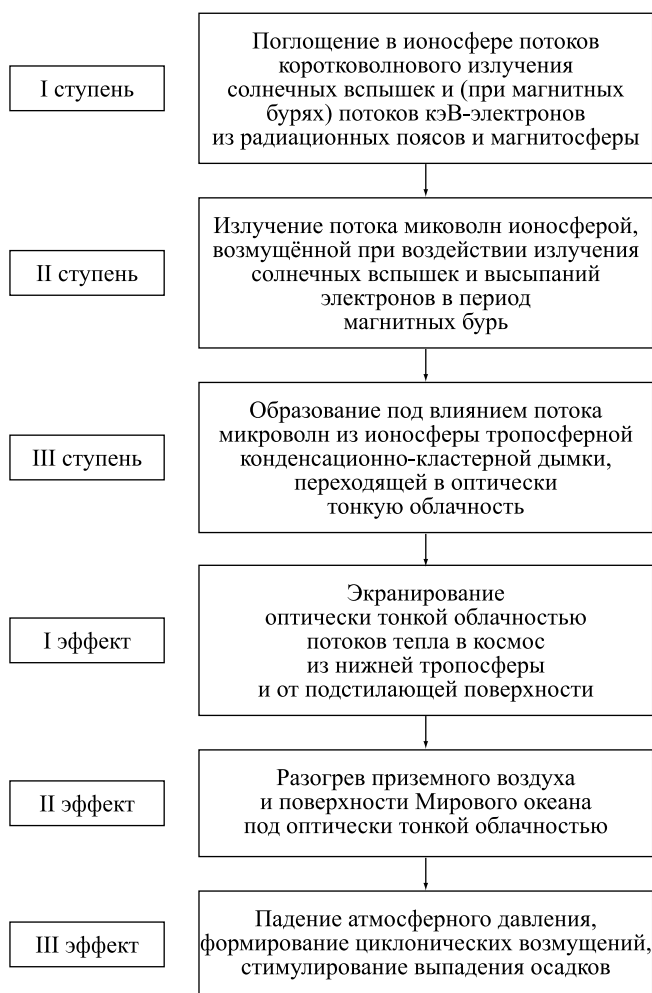 I ступень
Поглощение в ионосфере потоков
коротковолнового излучения
солнечных вспышек и (при магнитных
бурях) потоков кэВ-электронов
из радиационных поясов и магнитосферы
II ступень
Излучение потока миковолн ионосферой,
возмущённой при воздействии излучения
солнечных вспышек и высыпаний
электронов в период
магнитных бурь
III ступень
Образование под влиянием потока
микроволн из ионосферы тропосферной
конденсационно-кластерной дымки,
переходящей в оптически
тонкую облачность
I эффект
Экранирование
оптически тонкой облачностью
потоков тепла в космос
из нижней тропосферы
и от подстилающей поверхности
II эффект
Разогрев приземного воздуха
и поверхности Мирового океана
под оптически тонкой облачностью
III эффект
Падение атмосферного давления,
формирование циклонических возмущений,
стимулирование выпадения осадков